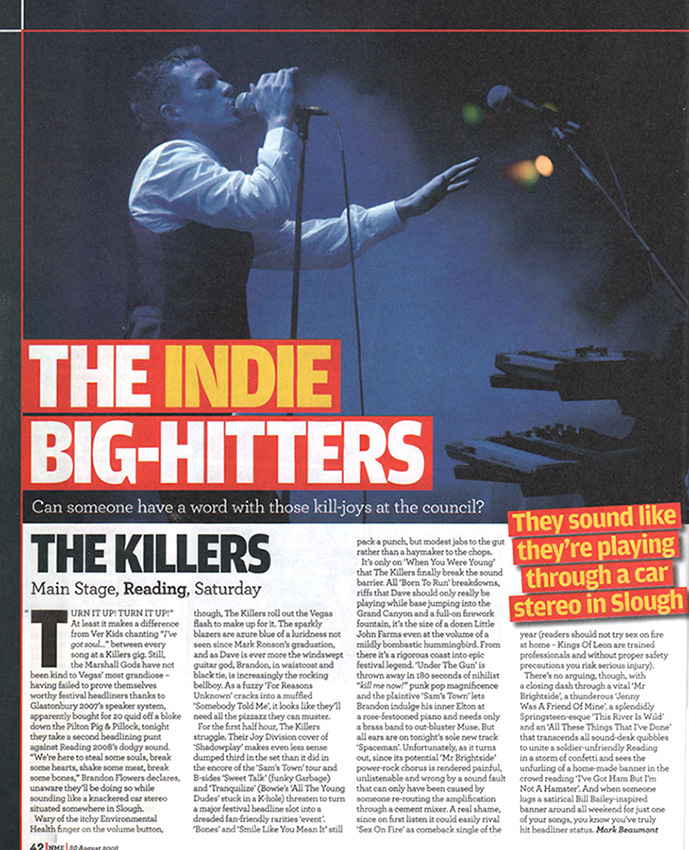 THE INDIE
BIG-HITTERS
Can someone have a word with those kill-joys at the council?
They sound like
they're playing
through a car
stereo in Slough
THE KILLERS
Main Stage, Reading, Saturday
"TURN IT UP! TURN IT UP!"
At least it makes a difference
from Ver Kids chanting "I've
got soul…" between every
song at a Killers gig. Still,
the Marshall Gods have not
been kind to Vegas' most grandiose –
having failed to prove themselves
worthy festival headliners thanks to
Glastonbury 2007's speaker system,
apparently bought for 20 quid off a bloke
down the Pilton Pig & Pillock, tonight
they take a second headlining punt
against Reading 2008's dodgy sound.
"We're here to steal some souls, break
some hearts, shake some meat, break
some bones," Brandon Flowers declares,
unaware they'll be doing so while
sounding like a knackered car stereo
situated somewhere in Slough.
Wary of the itchy Environmental
Health finger on the volume button,
though, The Killers roll out the Vegas
flash to make up for it. The sparkly
blazers are azure blue of a luridness not
seen since Mark Ronson's graduation,
and as Dave is ever more the windswept
guitar god, Brandon, in waistcoat and
black tie, is increasingly the rocking
bellboy. As a fuzzy 'For Reasons
Unknown' cracks into a muffled
'Somebody Told Me', it looks like they'll
need all the pizzazz they can muster.
For the first half hour, The Killers
struggle. Their Joy Division cover of
'Shadowplay' makes even less sense
dumped third in the set than it did in
the encore of the 'Sam's Town' tour and
B-sides 'Sweet Talk' (funky Garbag)
and 'Tranquilize' (Bowie's 'All The Young
Dudes' stuck in a K hole) threaten to turn
a major festival headline slot into a
dreaded fan-friendly rarities 'event'.
'Bones' and 'Smile Like You Mean It' still
pack a punch, but modest jabs to the gut
rather than a haymaker to the chops.
It's only on 'When You Were Young'
that The Killers finally break the sound
barrier. All 'Born To Run' breakdowns,
riffs that Dave should only really be
playing while base jumping into the
Grand Canyon and a full-on firework
fountain, it's the size of a dozen Little
John Farms even at the volume of a
mildly bombastic hummingbird. From
there it's a rigorous coast into epic
festival legend. 'Under The Gun' is
thrown away in 180 seconds of nihilist
"kill me now!" punk pop magnificence
and the plaintive 'Sam's Town' lets
Brandon indulge his inner Elton at
a rose-festooned piano and needs only
a brass band to out-bluster Muse. But
all ears are on tonight's sole new track
'Spaceman'. Unfortunately, as it turns
out, since its potential 'Mr Brightside'
power-rock chorus is rendered painful,
unlistenable and wrong by a sound fault
that can only have been caused by
someone re-routing the amplification
through a cement mixer. A real shame,
since on first listen it could easily rival
'Sex On Fire' as comeback single of the
year (readers should not try sex on fire
at home – Kings Of Leon are trained
professionals and without proper safety
precautions you risk serious injury).
There's no arguing, though, with
a closing dash through a vital 'Mr
Brightside', a thunderous 'Jenny
Was A Friend Of Mine', a splendidly
Springsteen-esque 'This River Is Wild'
and an 'All These Things That I've Done'
that transcends all sound-desk quibbles
to unite a soldier-unfriendly Reading
in a storm of confetti and sees the
unfurling of a home-made banner in the
crowd reading 'I've Got Ham But I'm
Not A Hamster'. And when someone
lugs a satirical Bill Bailey-inspired
banner around all weekend for just one
of your songs, you know you've truly
hit headliner status. Mark Beaumont
42 | NME | 30 August 2008